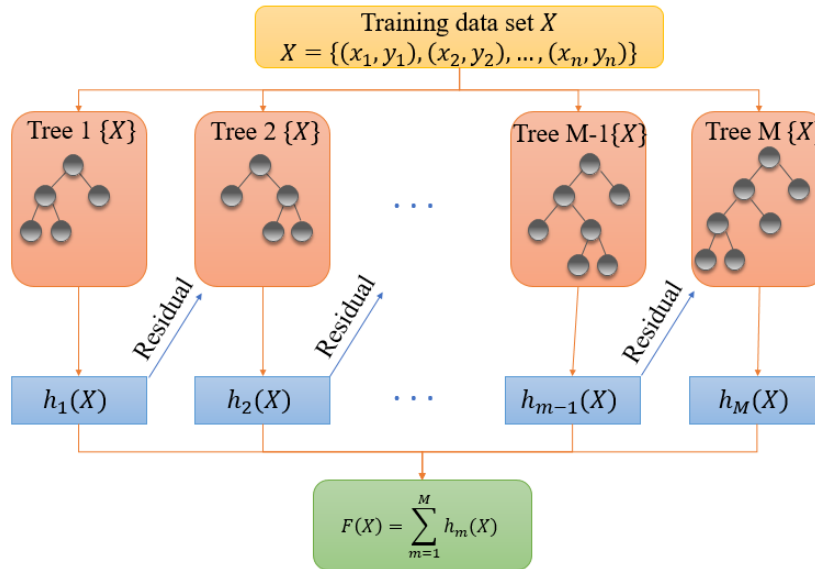 Training data set X
X = {(x₁, y₁), (x₂, y₂), ..., (xₙ, yₙ)}
Tree 1 {X}
Tree 2 {X}
. . .
Tree M-1{X}
Tree M {X}
Residual
Residual
Residual
h₁(X)
h₂(X)
. . .
hₘ₋₁(X)
h_M(X)
F(X) = ∑_{m=1}^{M} hₘ(X)